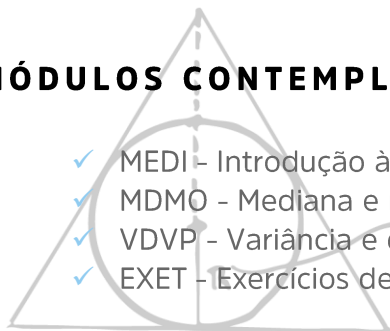 MÓDULOS CONTEMPL
MEDI - Introdução à
MDMO - Mediana e
VDVP - Variância e
EXET - Exercícios de